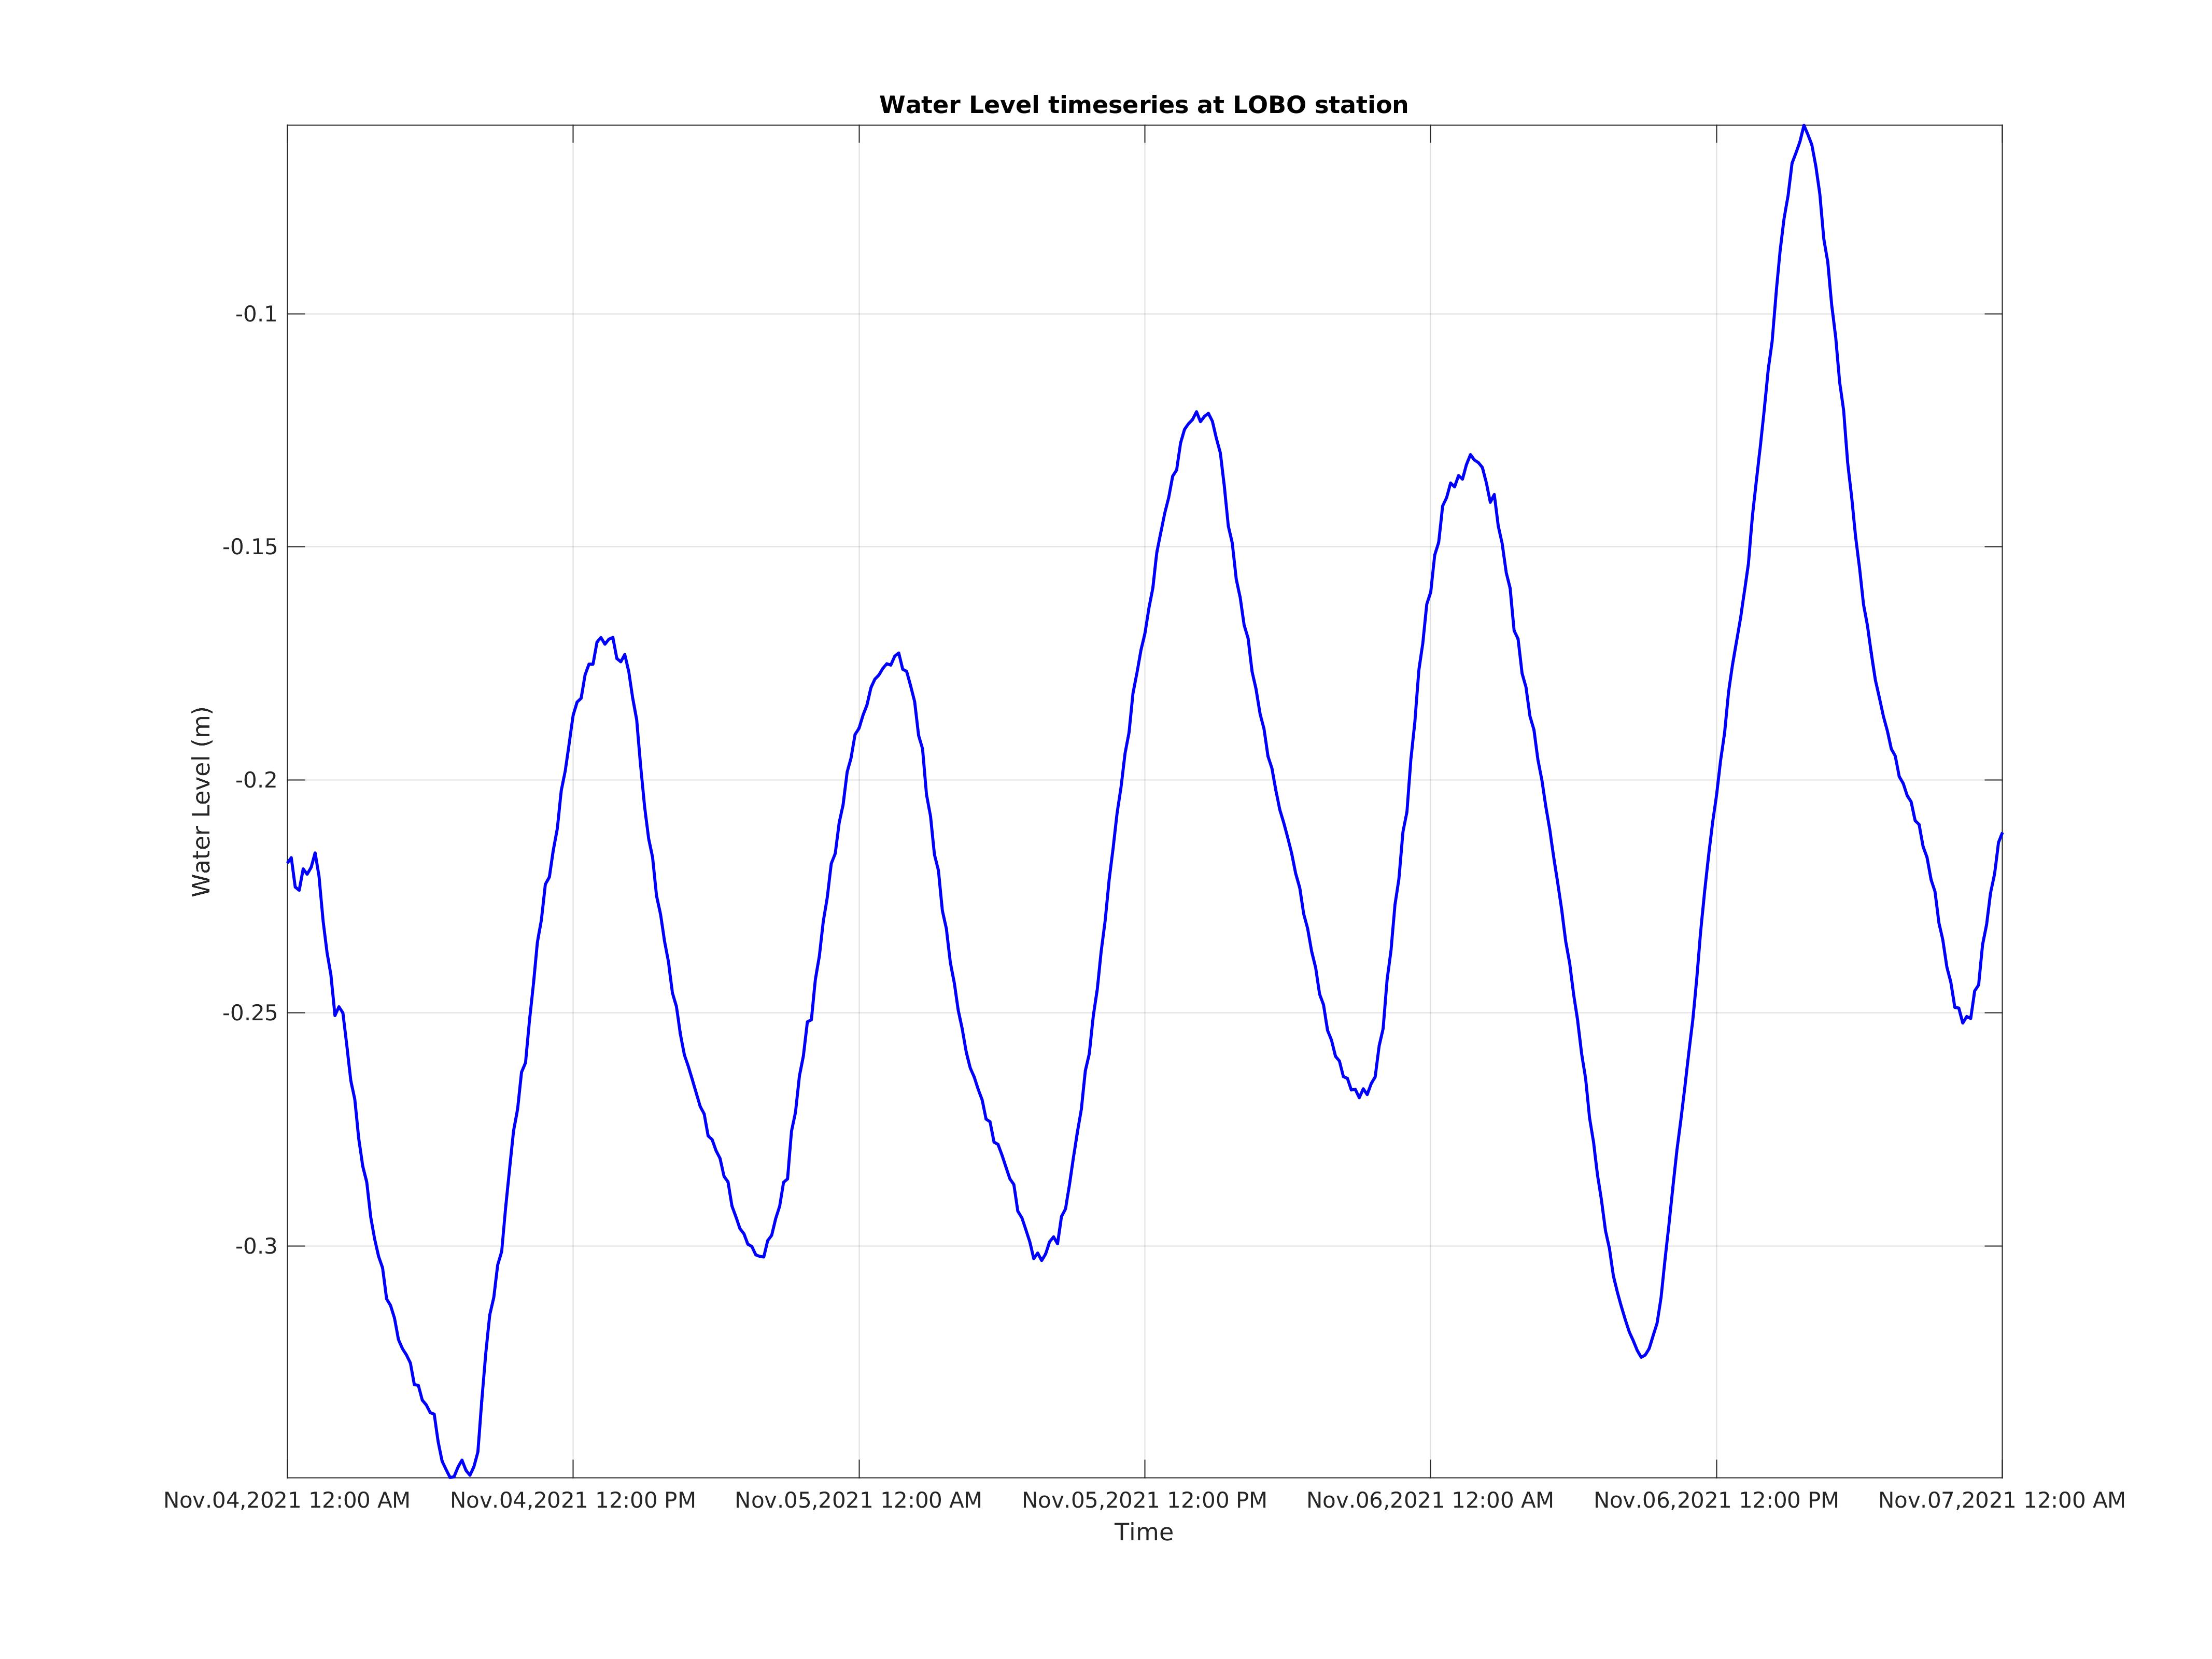 Water Level timeseries at LOBO station
-0.1
-0.15
-0.2
-0.25
-0.3
Water Level (m)
Nov.04,2021 12:00 AM
Nov.04,2021 12:00 PM
Nov.05,2021 12:00 AM
Nov.05,2021 12:00 PM
Nov.06,2021 12:00 AM
Nov.06,2021 12:00 PM
Nov.07,2021 12:00 AM
Time